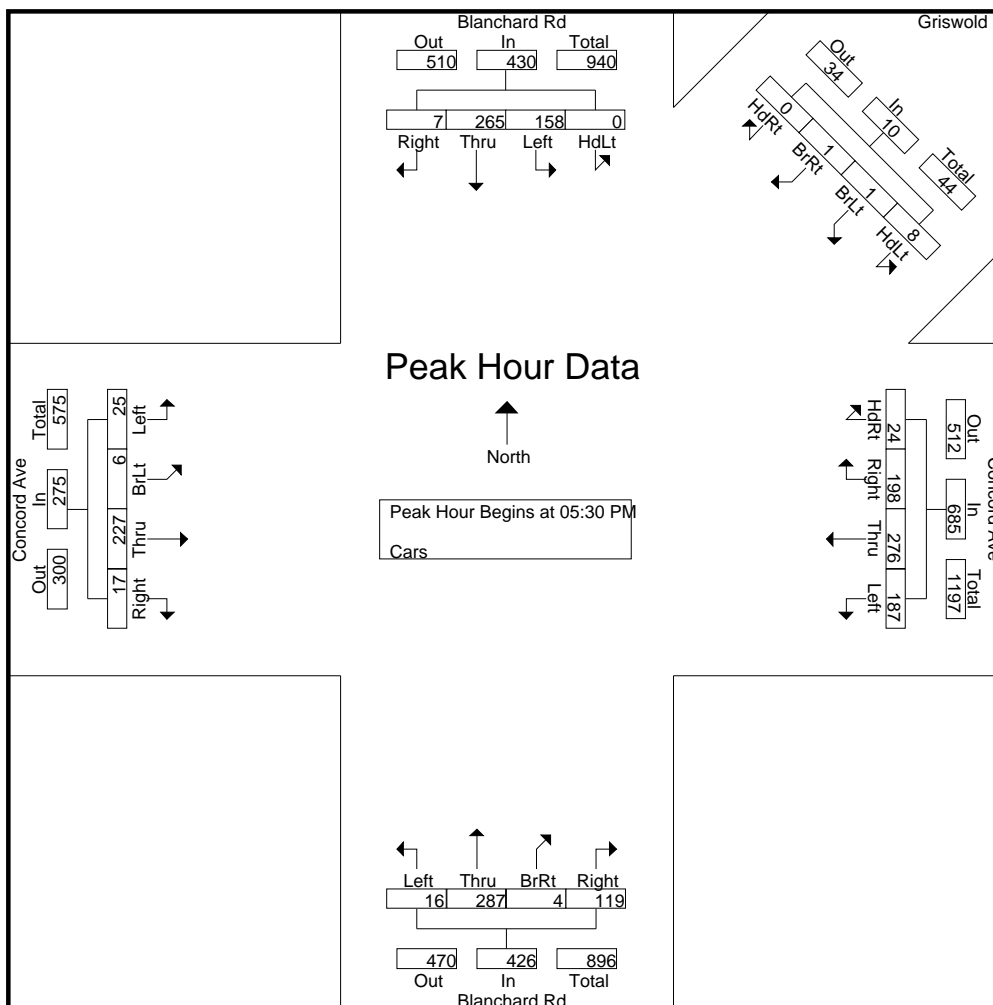 Blanchard Rd
Out In Total
510 430 940
7 265 158 0
Right Thru Left HdLt
Griswold
Out
34
In
10
Total
44
0 1 1 8
HdRt BrRt BrLt HdLt
Peak Hour Data
North
Peak Hour Begins at 05:30 PM
Cars
Concord Ave
Out In Total
300 275 575
17 227 6 25
Right Thru BrLt Left
Concord Ave
Out In Total
512 685 1197
24 198 276 187
HdRt Right Thru Left
Left Thru BrRt Right
16 287 4 119
470 426 896
Out In Total
Blanchard Rd